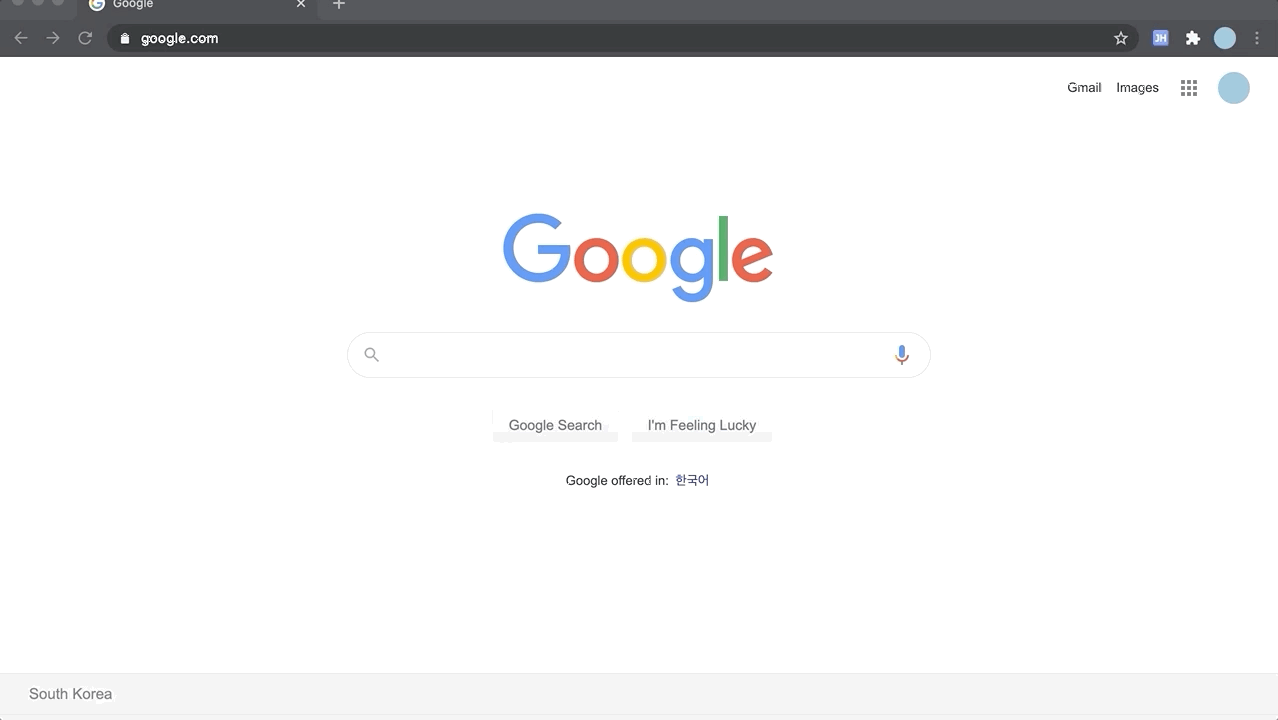 Google
google.com
JH
Gmail Images
Google
Google Search I'm Feeling Lucky
Google offered in: 한국어
South Korea